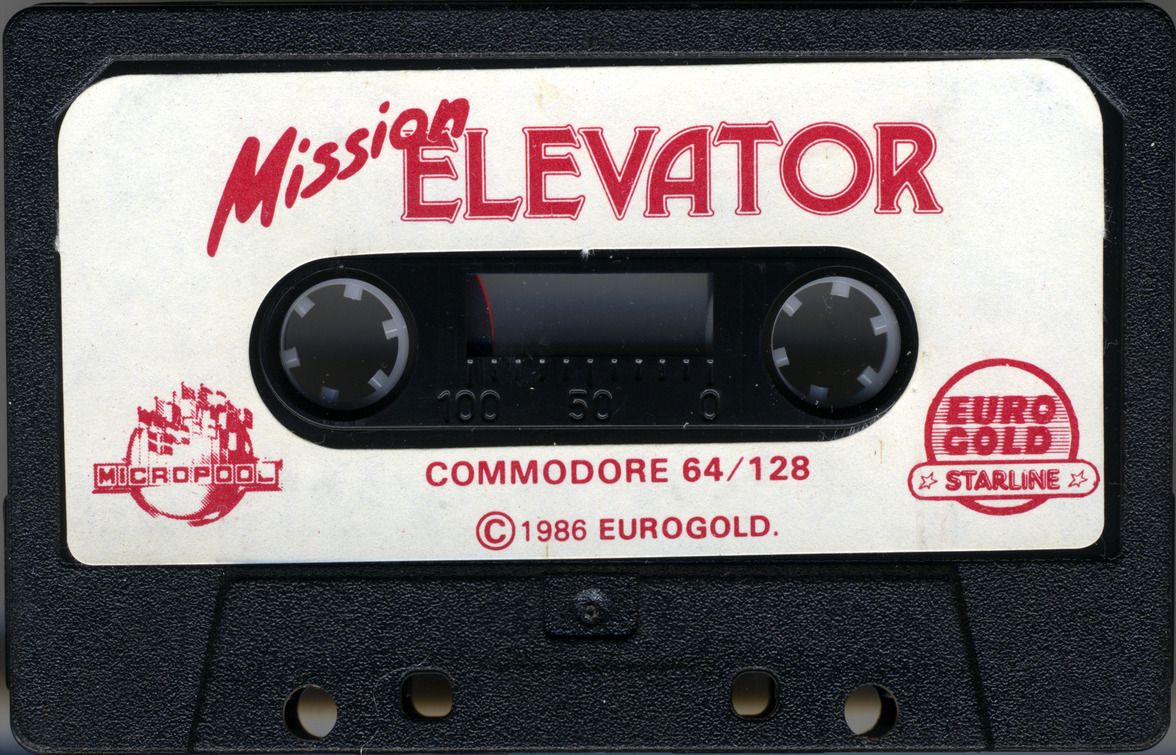 Mission ELEVATOR
100 50 0
MICROPOOL
COMMODORE 64/128
EURO
GOLD
STARLINE
©1986 EUROGOLD.